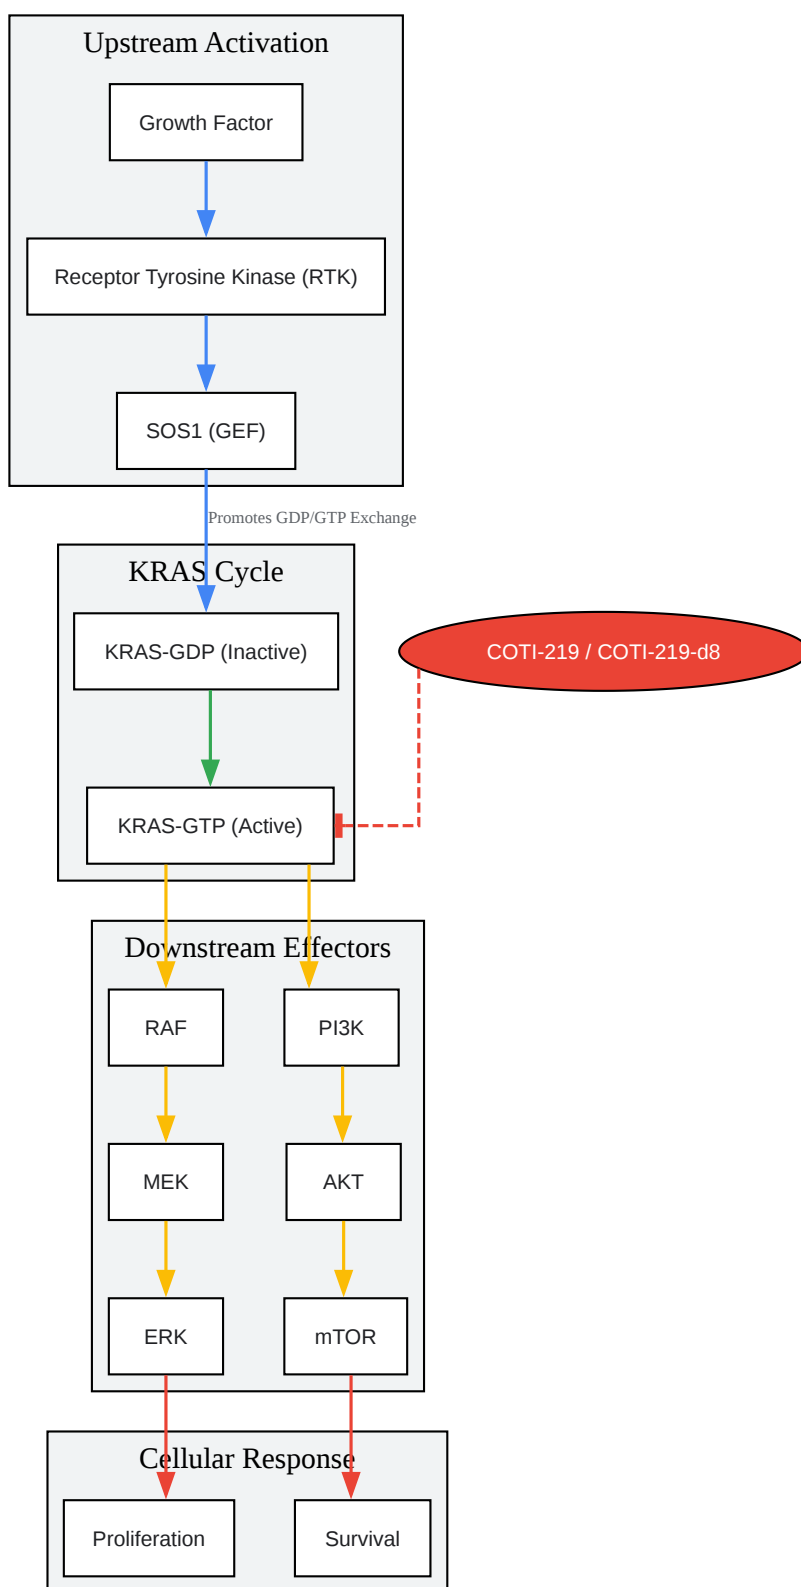 Upstream Activation
Growth Factor
Receptor Tyrosine Kinase (RTK)
SOS1 (GEF)
Promotes GDP/GTP Exchange
KRAS Cycle
KRAS-GDP (Inactive)
COTI-219 / COTI-219-d8
KRAS-GTP (Active)
Downstream Effectors
RAF
PI3K
MEK
AKT
ERK
mTOR
Cellular Response
Proliferation
Survival